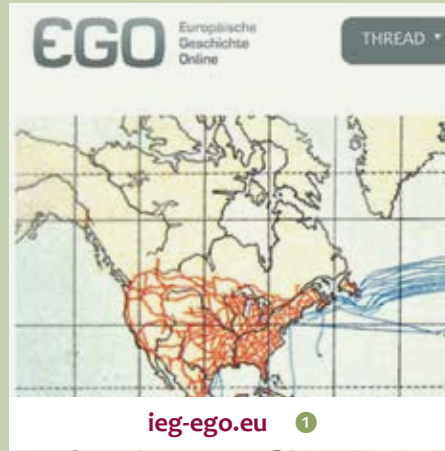 EGO
Europäische
Geschichte
Online
THREAD
ieg-ego.eu 1